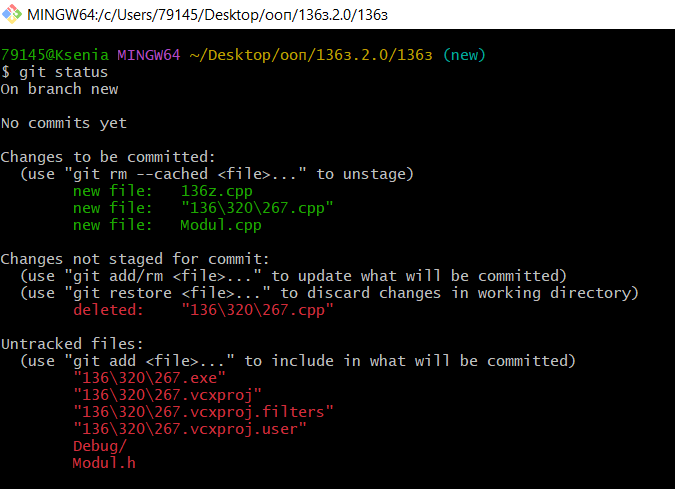 MINGW64:/c/Users/79145/Desktop/ооп/136з.2.0/136з
79145@Ksenia MINGW64 ~/Desktop/ооп/136з.2.0/136з (new)
$ git status
On branch new
No commits yet
Changes to be committed:
  (use "git rm --cached <file>..." to unstage)
        new file:   136z.cpp
        new file:   "136\320\267.cpp"
        new file:   Modul.cpp
Changes not staged for commit:
  (use "git add/rm <file>..." to update what will be committed)
  (use "git restore <file>..." to discard changes in working directory)
        deleted:    "136\320\267.cpp"
Untracked files:
  (use "git add <file>..." to include in what will be committed)
        "136\320\267.exe"
        "136\320\267.vcxproj"
        "136\320\267.vcxproj.filters"
        "136\320\267.vcxproj.user"
        Debug/
        Modul.h